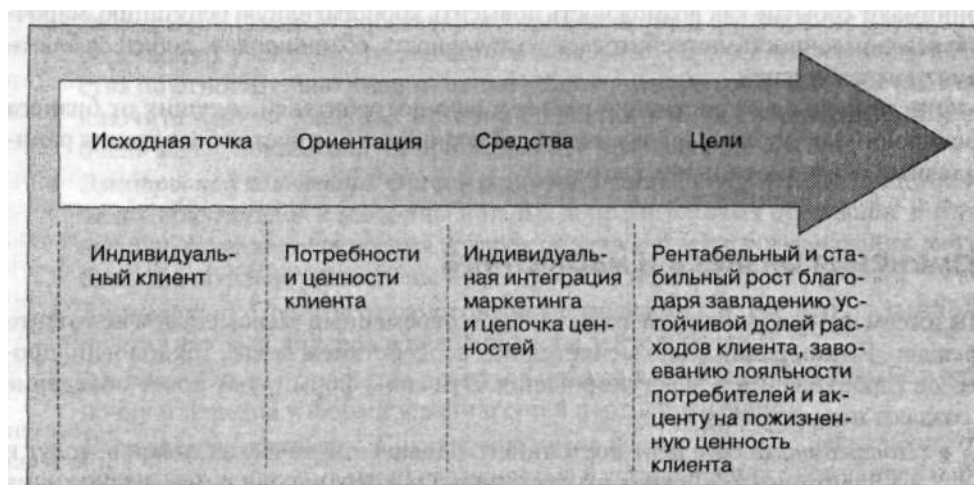 Исходная точка
Ориентация
Средства
Цели
Индивидуаль-
ный клиент
Потребности
и ценности
клиента
Индивидуаль-
ная интеграция
маркетинга
и цепочка цен-
ностей
Рентабельный и ста-
бильный рост благо-
даря завладению ус-
тойчивой долей рас-
ходов клиента, заво-
еванию лояльности
потребителей и ак-
центу на пожизнен-
ную ценность
клиента